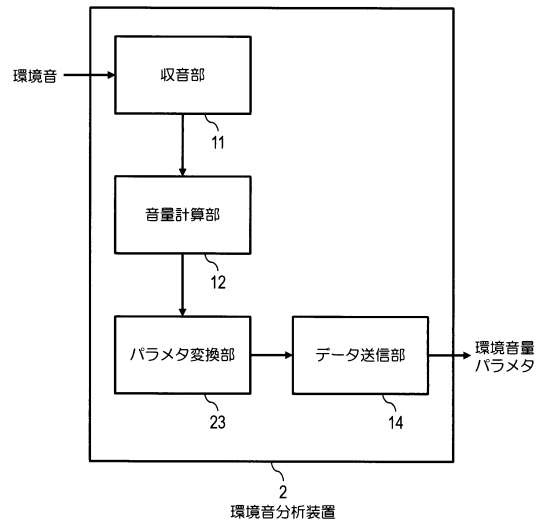 環境音
収音部
11
音量計算部
12
パラメタ変換部
23
データ送信部
14
環境音量
パラメタ
2
環境音分析装置